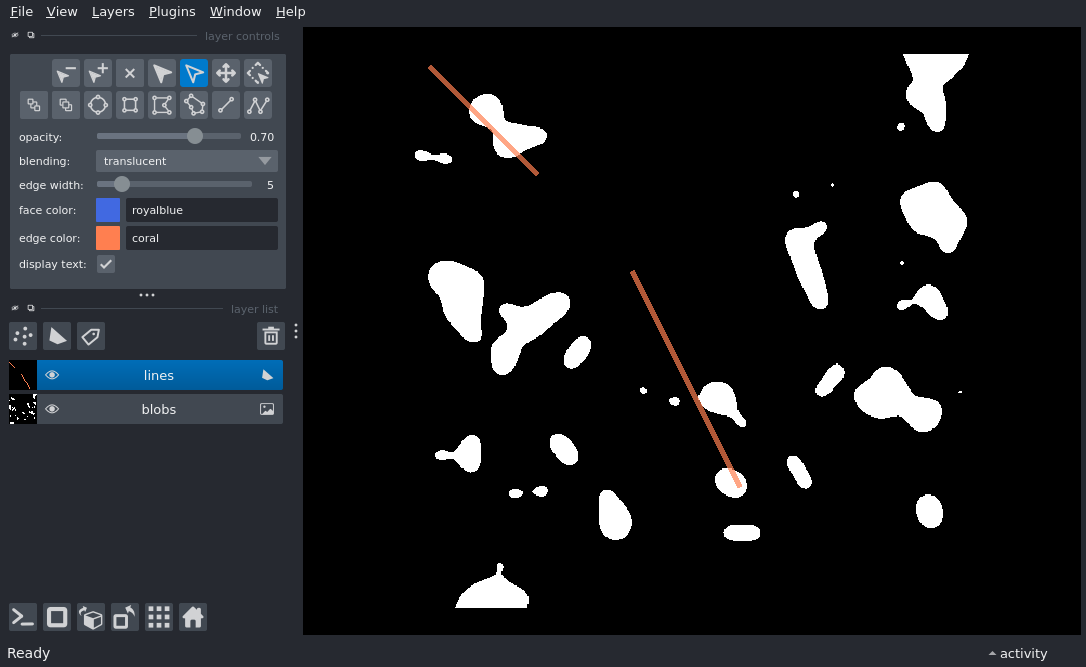 File View Layers Plugins Window Help
layer controls
opacity: 0.70
blending: translucent
edge width: 5
face color: royalblue
edge color: coral
display text:
layer list
lines
blobs
Ready
activity